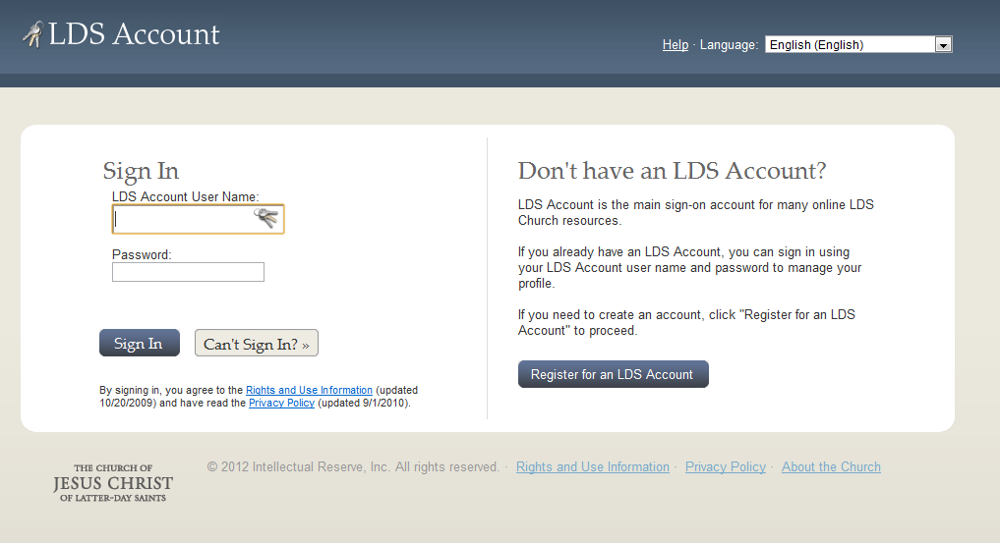 LDS Account
Help · Language: English (English)
Sign In
LDS Account User Name:
Password:
Sign In
Can't Sign In? »
By signing in, you agree to the Rights and Use Information (updated
10/20/2009) and have read the Privacy Policy (updated 9/1/2010).
Don't have an LDS Account?
LDS Account is the main sign-on account for many online LDS
Church resources.
If you already have an LDS Account, you can sign in using
your LDS Account user name and password to manage your
profile.
If you need to create an account, click "Register for an LDS
Account" to proceed.
Register for an LDS Account
THE CHURCH OF
JESUS CHRIST
OF LATTER-DAY SAINTS
© 2012 Intellectual Reserve, Inc. All rights reserved. · Rights and Use Information · Privacy Policy · About the Church